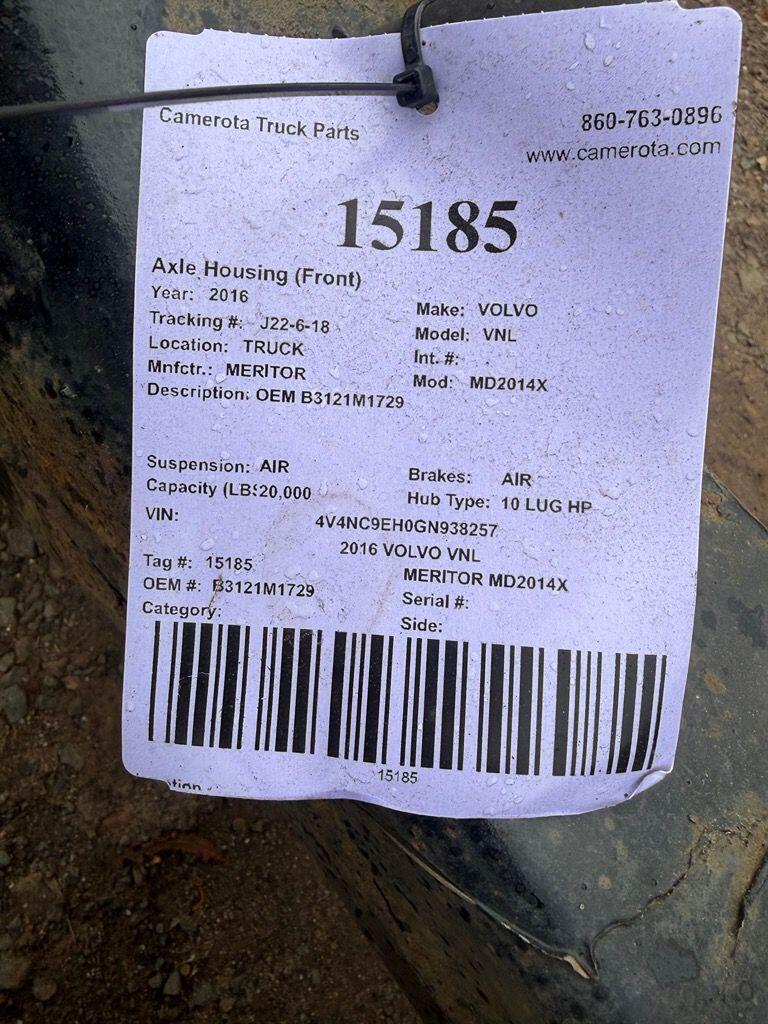 Camerota Truck Parts
860-763-0896
www.camerota.com
15185
Axle Housing (Front)
Year: 2016
Make: VOLVO
Tracking #: J22-6-18
Model: VNL
Location: TRUCK
Int. #:
Mnfctr.: MERITOR
Mod: MD2014X
Description: OEM B3121M1729
Suspension: AIR
Brakes: AIR
Capacity (LBS20,000
Hub Type: 10 LUG HP
VIN: 4V4NC9EH0GN938257
2016 VOLVO VNL
Tag #: 15185
MERITOR MD2014X
OEM #: B3121M1729
Serial #:
Category:
Side:
15185